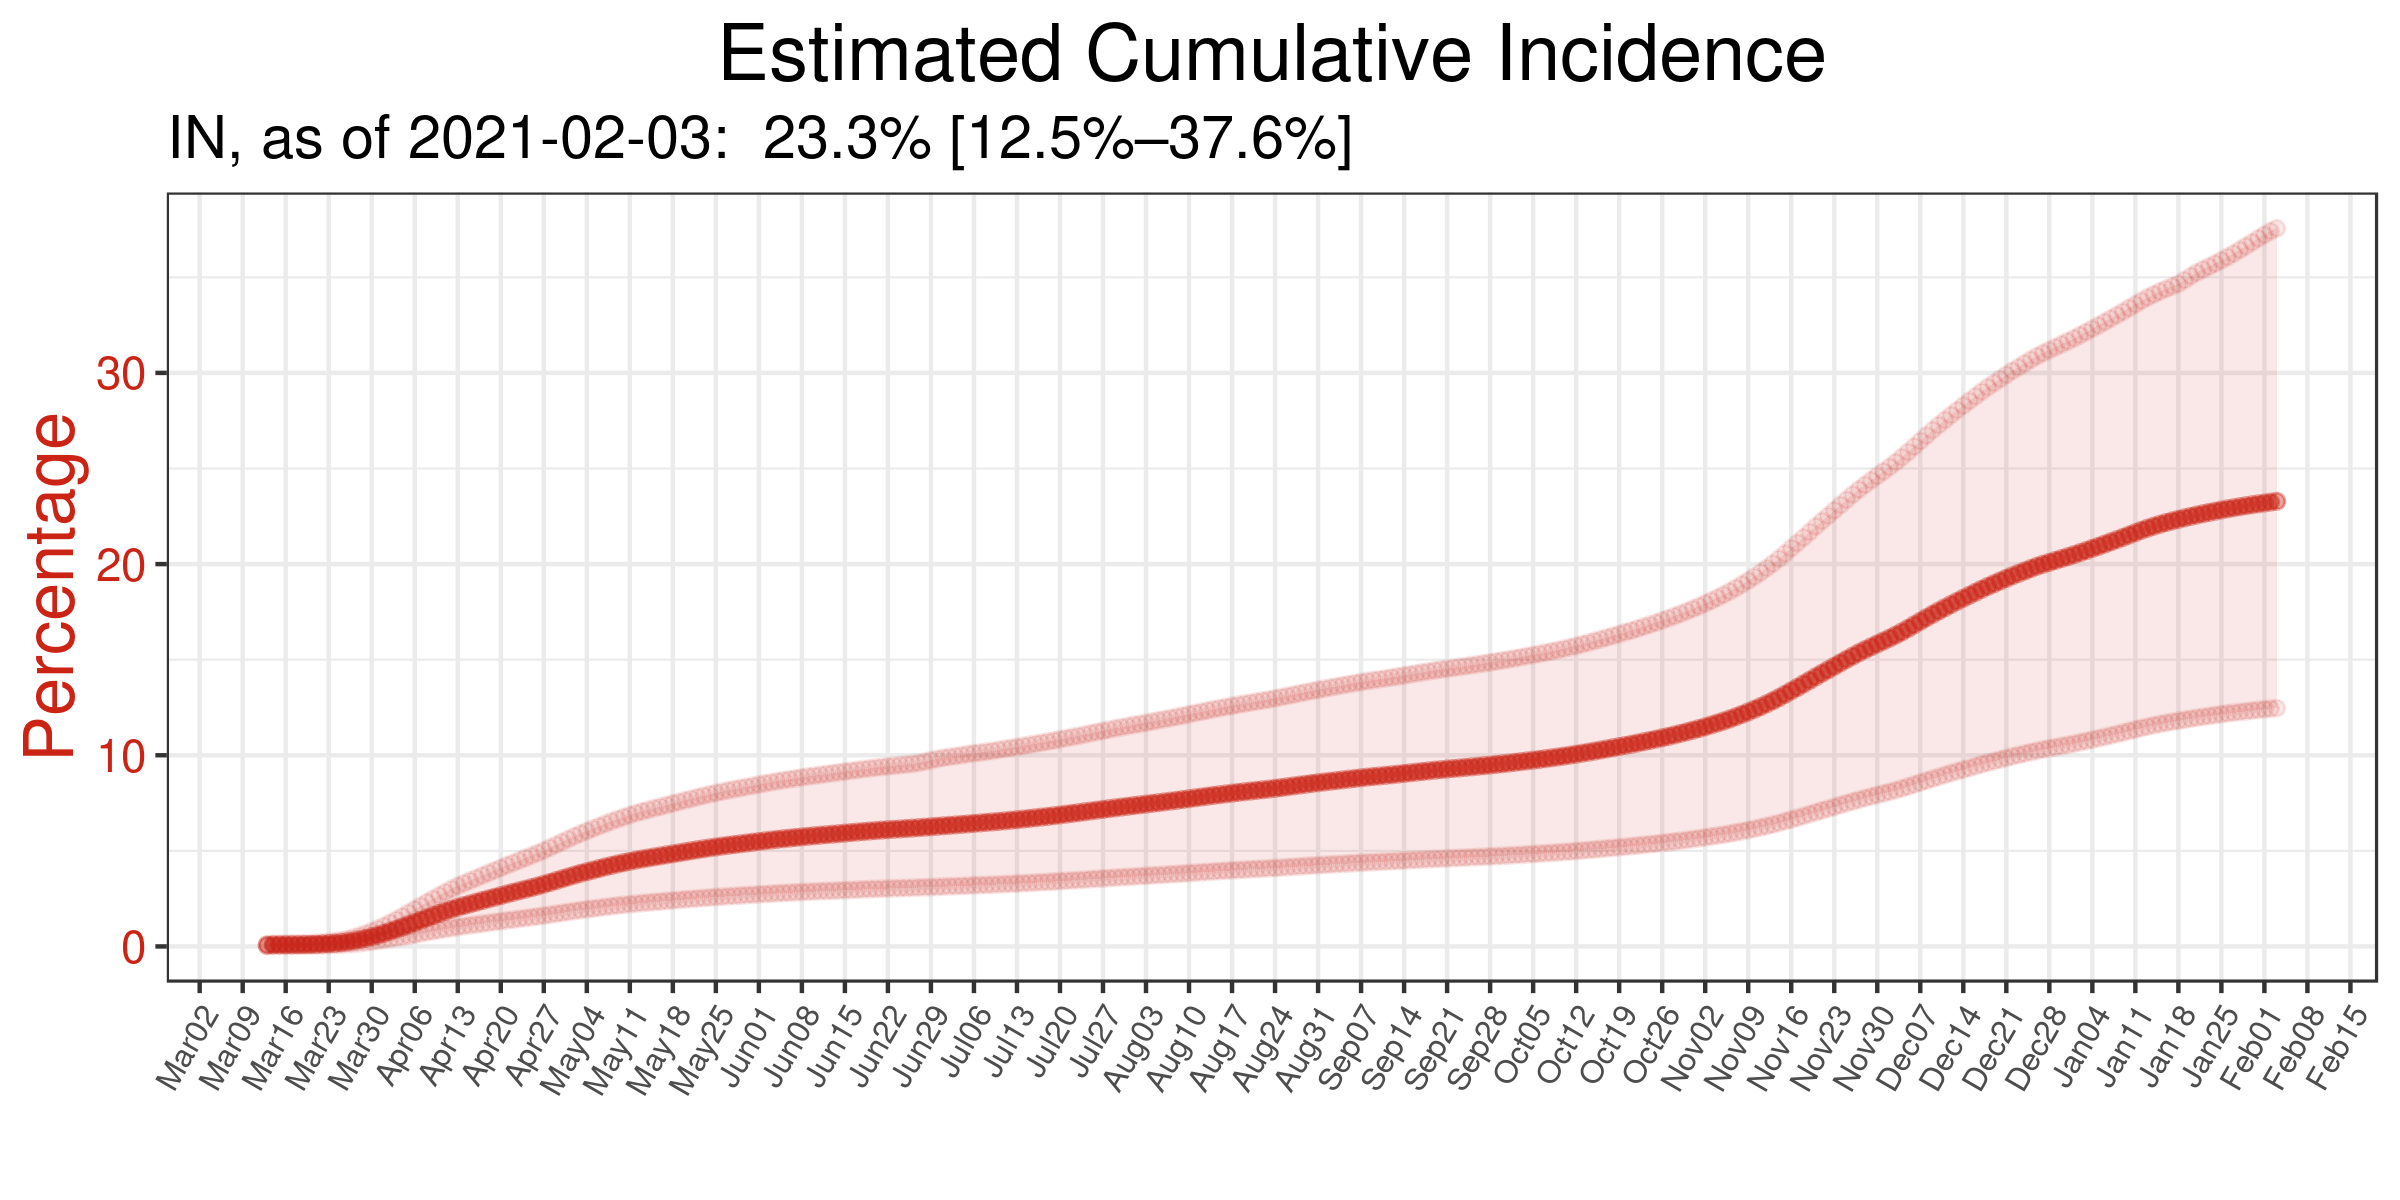 Estimated Cumulative Incidence
IN, as of 2021-02-03:  23.3% [12.5%–37.6%]
Percentage
30
20
10
0
Mar02
Mar09
Mar16
Mar23
Mar30
Apr06
Apr13
Apr20
Apr27
May04
May11
May18
May25
Jun01
Jun08
Jun15
Jun22
Jun29
Jul06
Jul13
Jul20
Jul27
Aug03
Aug10
Aug17
Aug24
Aug31
Sep07
Sep14
Sep21
Sep28
Oct05
Oct12
Oct19
Oct26
Nov02
Nov09
Nov16
Nov23
Nov30
Dec07
Dec14
Dec21
Dec28
Jan04
Jan11
Jan18
Jan25
Feb01
Feb08
Feb15